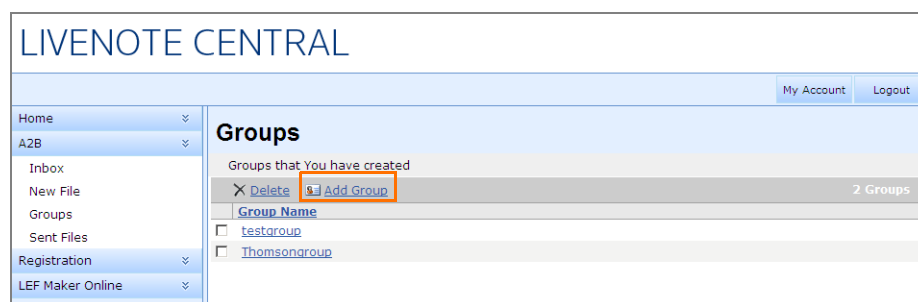 LIVENOTE CENTRAL
My Account Logout
Home
A2B
Inbox
New File
Groups
Sent Files
Registration
LEF Maker Online
Groups
Groups that You have created
Delete Add Group 2 Groups
Group Name
testgroup
Thomsongroup